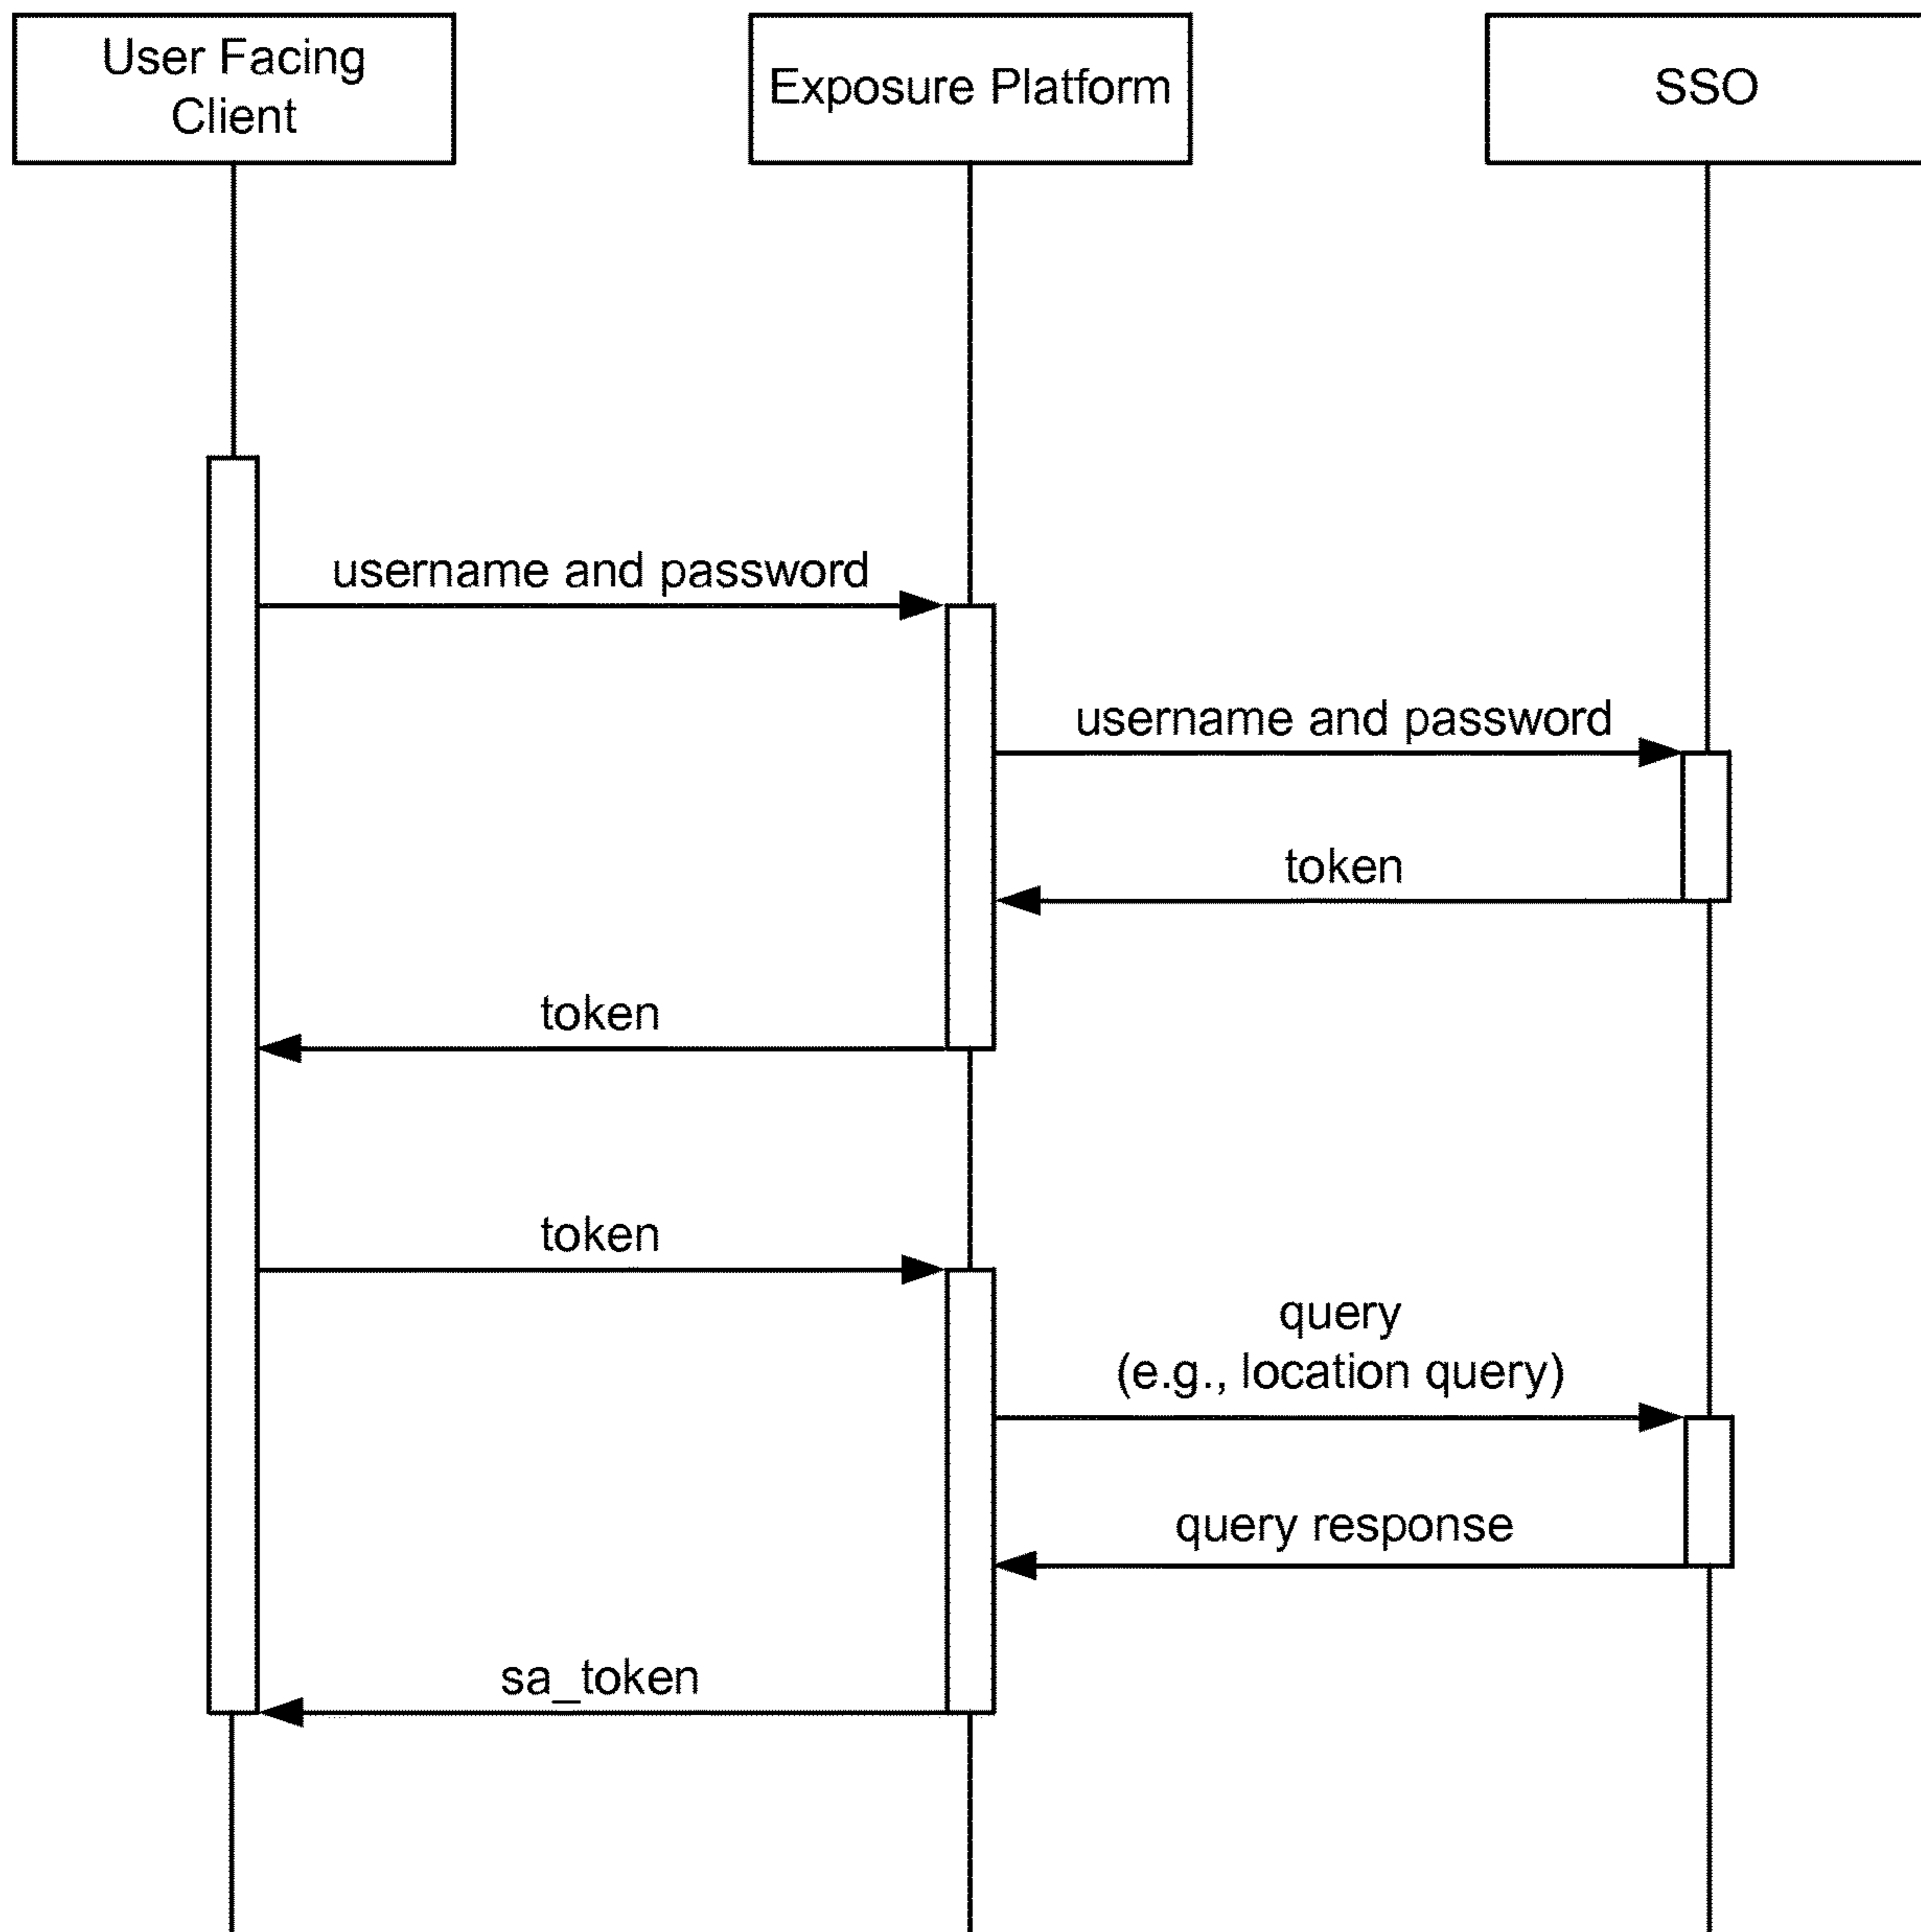 User Facing
Client
Exposure Platform
SSO
username and password
username and password
token
token
token
query
(e.g., location query)
query response
sa_token